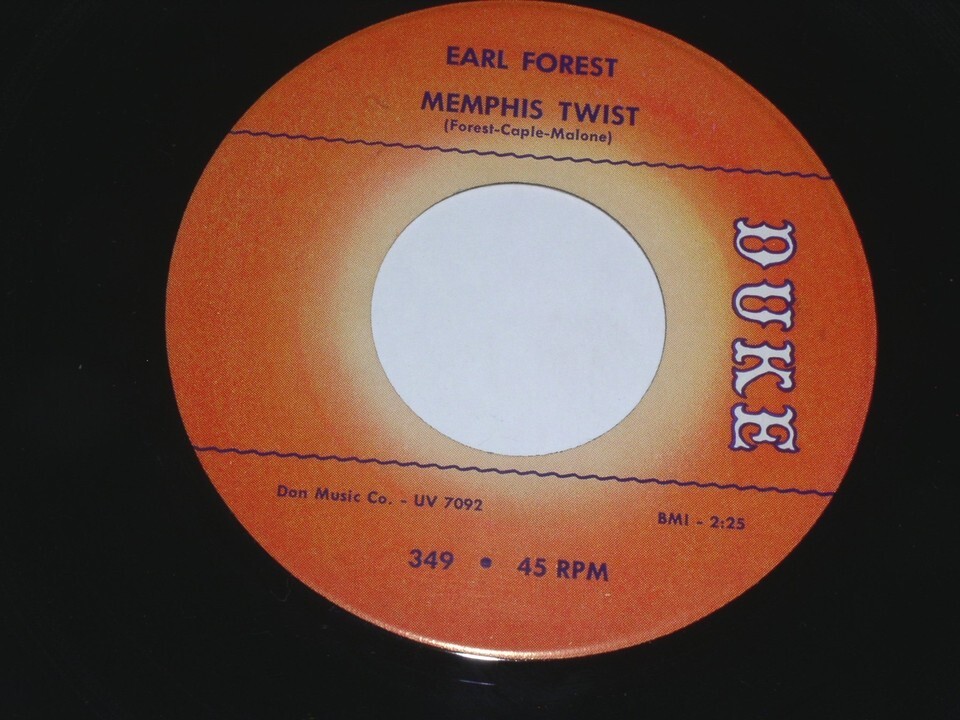 EARL FOREST
MEMPHIS TWIST
(Forest-Caple-Malone)
DUKE
Don Music Co. - UV 7092
BMI - 2:25
349 • 45 RPM